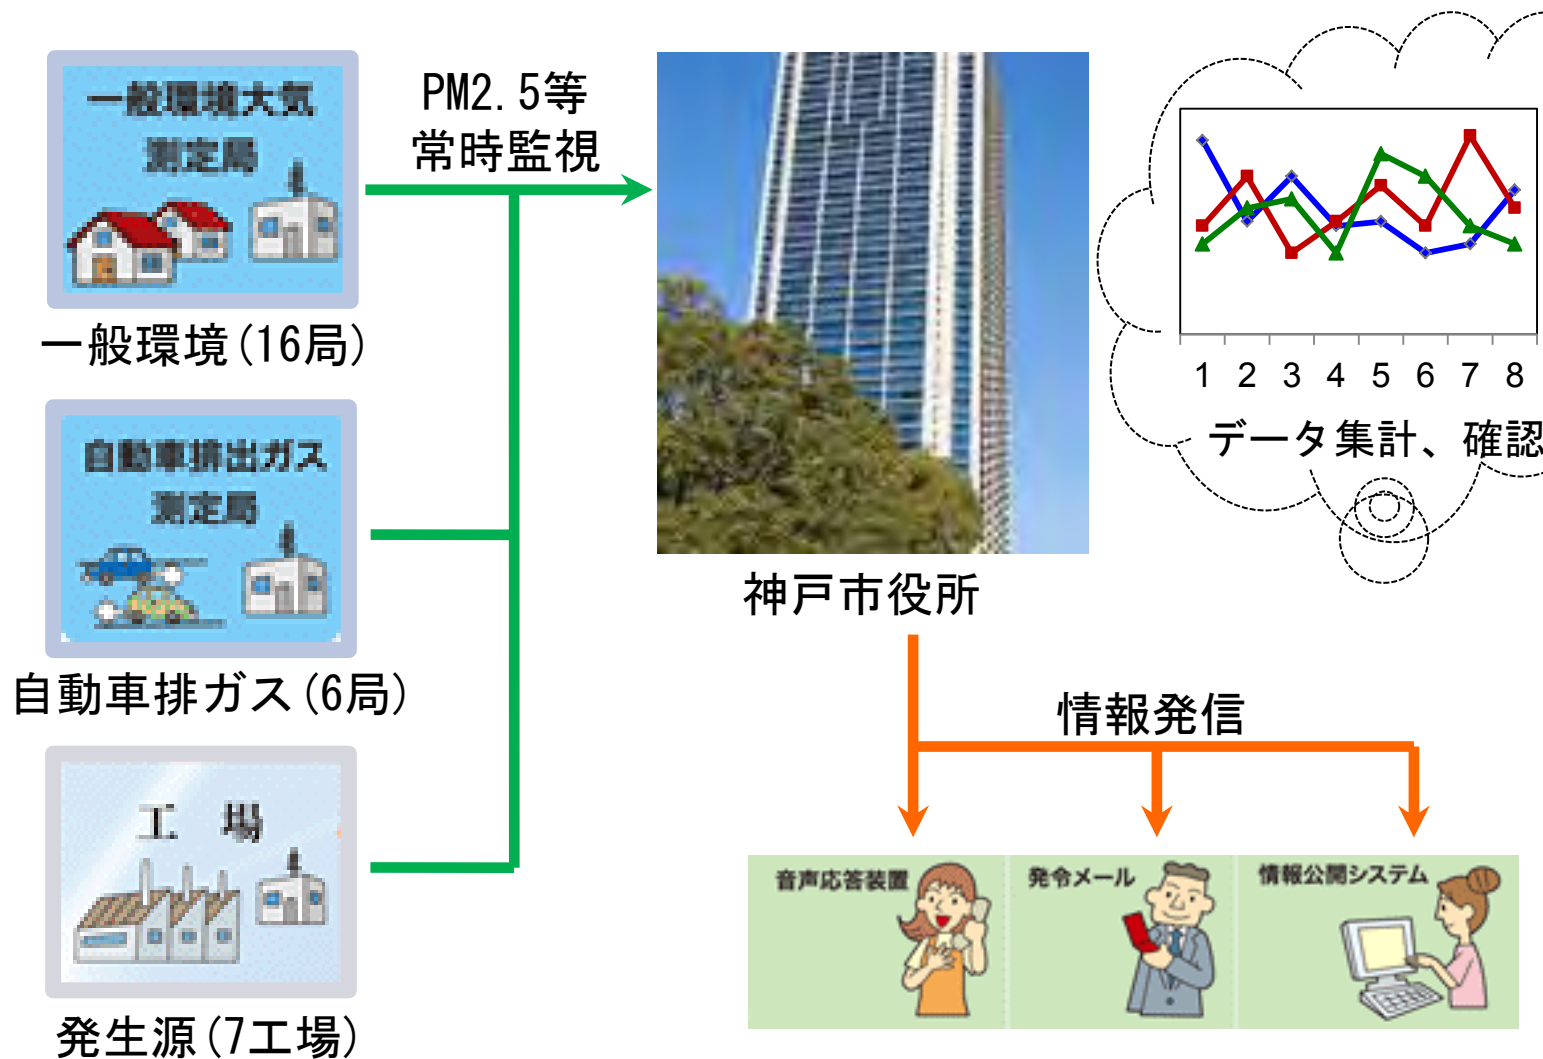 一般環境大気
測定局
一般環境(16局)
自動車排出ガス
測定局
自動車排ガス(6局)
工 場
発生源(7工場)
PM2.5等
常時監視
神戸市役所
1 2 3 4 5 6 7 8
データ集計、確認
情報発信
音声応答装置
発令メール
情報公開システム